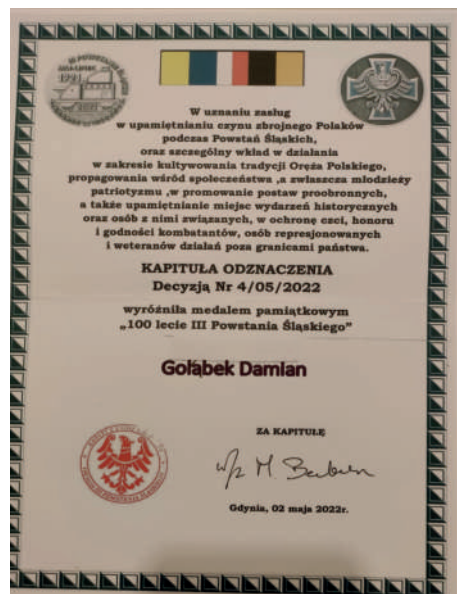 1921
2021
W uznaniu zasług
w upamiętnianiu czynu zbrojnego Polaków
podczas Powstań Śląskich,
oraz szczególny wkład w działania
w zakresie kultywowania tradycji Oręża Polskiego,
propagowania wśród społeczeństwa ,a zwłaszcza młodzieży
patriotyzmu ,w promowanie postaw proobronnych,
a także upamiętnianie miejsc wydarzeń historycznych
oraz osób z nimi związanych, w ochronę czci, honoru
i godności kombatantów, osób represjonowanych
i weteranów działań poza granicami państwa.
KAPITUŁA ODZNACZENIA
Decyzją Nr 4/05/2022
wyróżniła medalem pamiątkowym
„100 lecie III Powstania Śląskiego”
Gołąbek Damian
ZA KAPITUŁĘ
Gdynia, 02 maja 2022r.